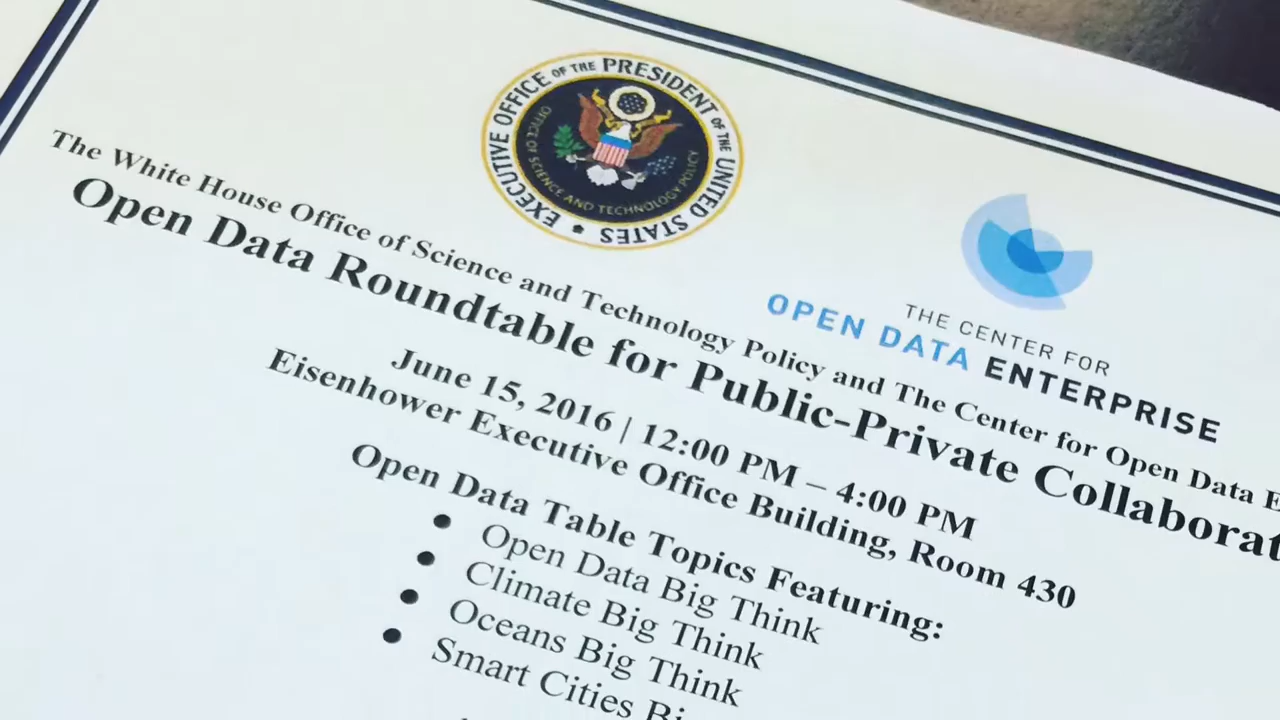 EXECUTIVE OFFICE OF THE PRESIDENT OF THE UNITED STATES
OFFICE OF SCIENCE AND TECHNOLOGY POLICY
THE CENTER FOR
OPEN DATA ENTERPRISE
The White House Office of Science and Technology Policy and The Center for Open Data E
Open Data Roundtable for Public-Private Collaborat
June 15, 2016 | 12:00 PM – 4:00 PM
Eisenhower Executive Office Building, Room 430
Open Data Table Topics Featuring:
• Open Data Big Think
• Climate Big Think
• Oceans Big Think
• Smart Cities Bi